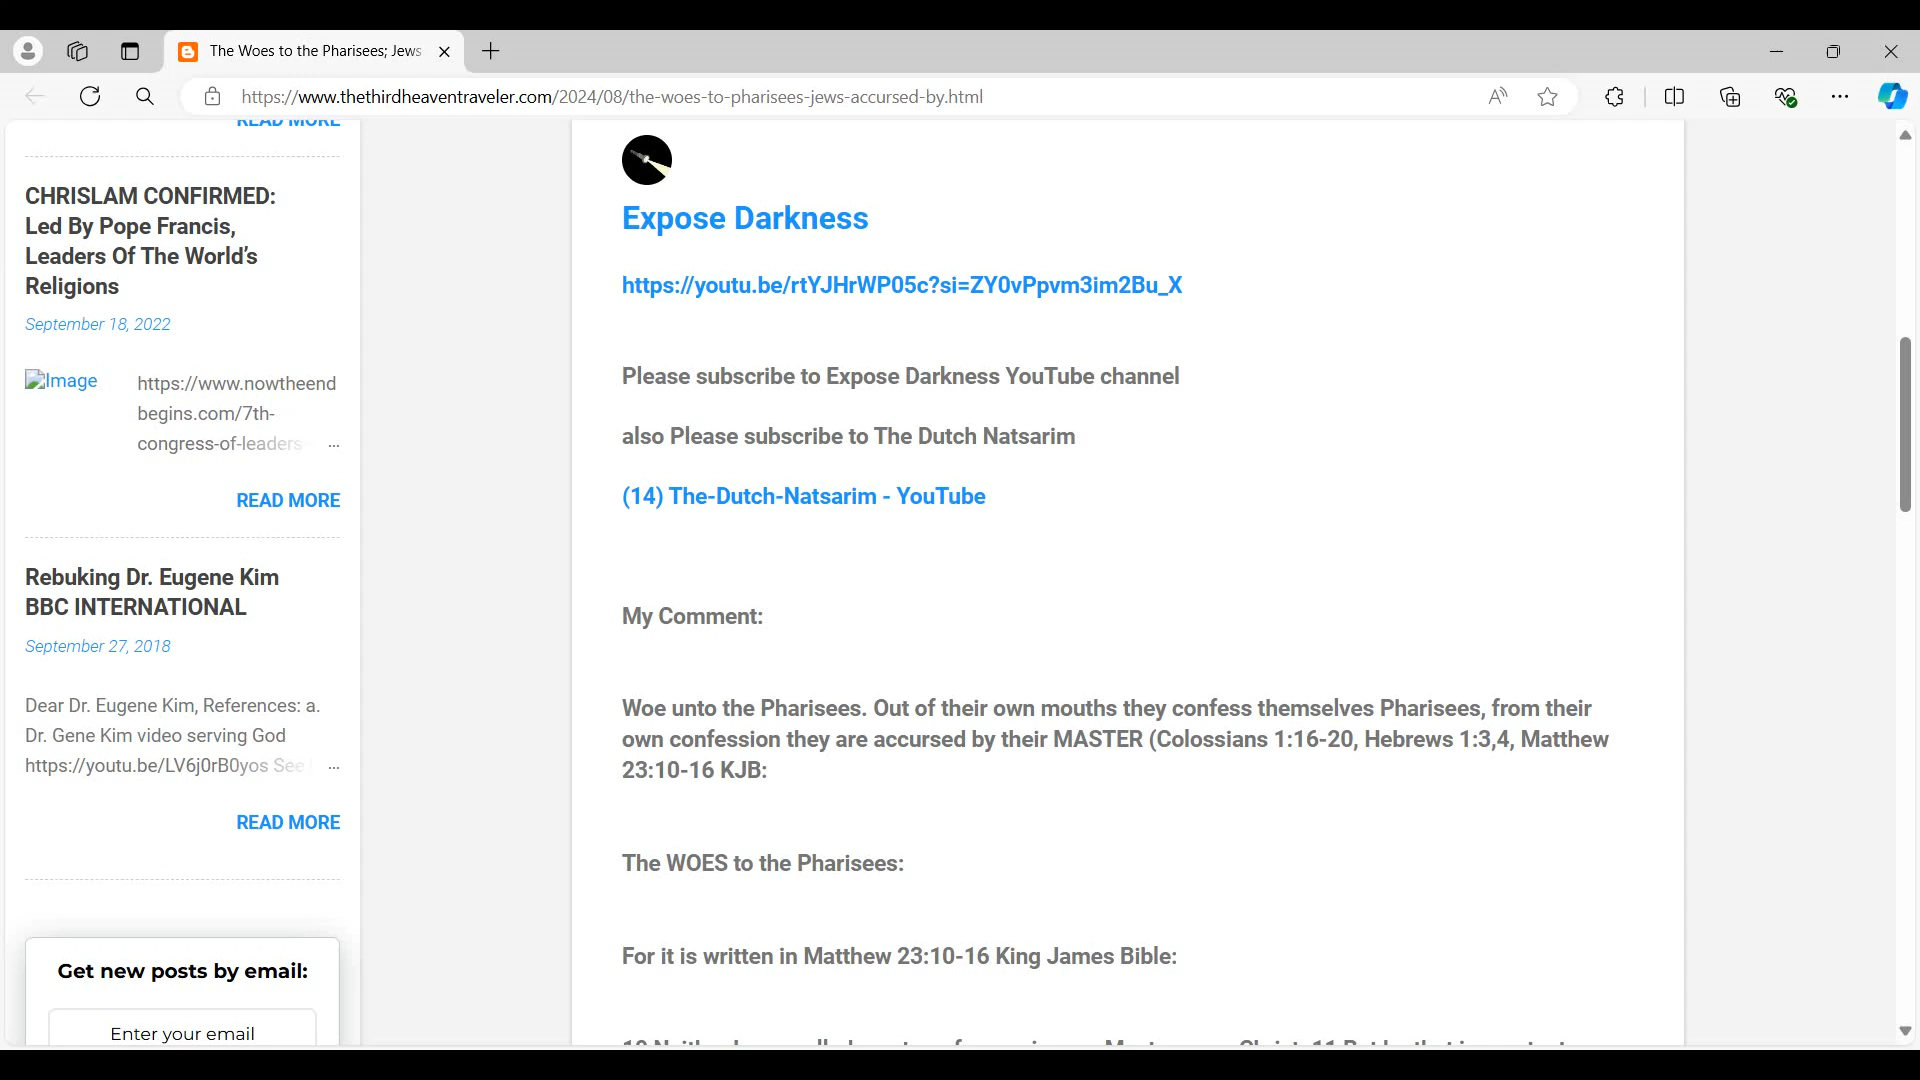 The Woes to the Pharisees; Jews
https://www.thethirdheaventraveler.com/2024/08/the-woes-to-pharisees-jews-accursed-by.html
READ MORE
CHRISLAM CONFIRMED:
Led By Pope Francis,
Leaders Of The World's
Religions
September 18, 2022
Image
https://www.nowtheend
begins.com/7th-
congress-of-leaders ...
READ MORE
Rebuking Dr. Eugene Kim
BBC INTERNATIONAL
September 27, 2018
Dear Dr. Eugene Kim, References: a.
Dr. Gene Kim video serving God
https://youtu.be/LV6j0rB0yos See ...
READ MORE
Get new posts by email:
Enter your email
Expose Darkness
https://youtu.be/rtYJHrWP05c?si=ZY0vPpvm3im2Bu_X
Please subscribe to Expose Darkness YouTube channel
also Please subscribe to The Dutch Natsarim
(14) The-Dutch-Natsarim - YouTube
My Comment:
Woe unto the Pharisees. Out of their own mouths they confess themselves Pharisees, from their
own confession they are accursed by their MASTER (Colossians 1:16-20, Hebrews 1:3,4, Matthew
23:10-16 KJB:
The WOES to the Pharisees:
For it is written in Matthew 23:10-16 King James Bible: